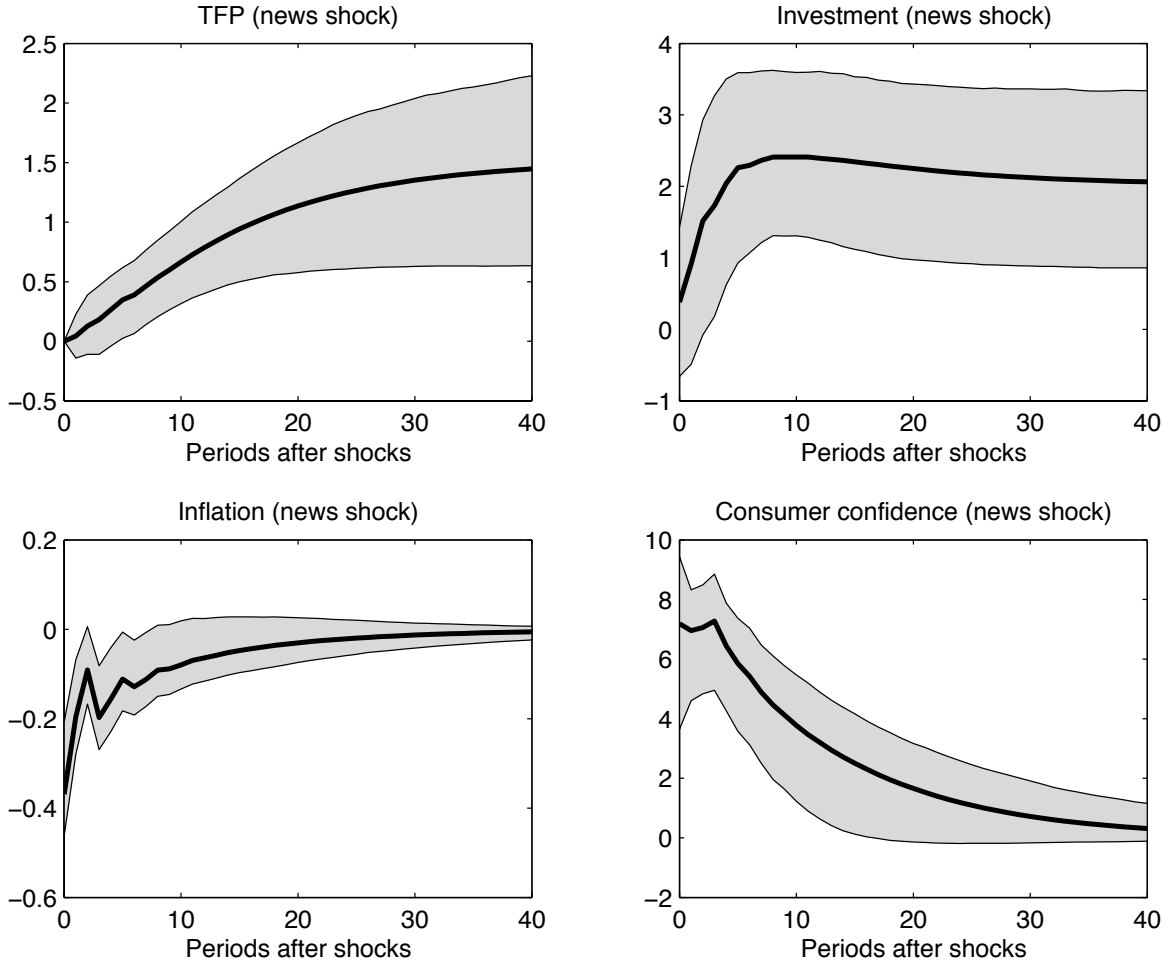 TFP (news shock)
2.5
2
1.5
1
0.5
0
−0.5
0 10 20 30 40
Periods after shocks
Investment (news shock)
4
3
2
1
0
−1
0 10 20 30 40
Periods after shocks
Inflation (news shock)
0.2
0
−0.2
−0.4
−0.6
0 10 20 30 40
Periods after shocks
Consumer confidence (news shock)
10
8
6
4
2
0
−2
0 10 20 30 40
Periods after shocks